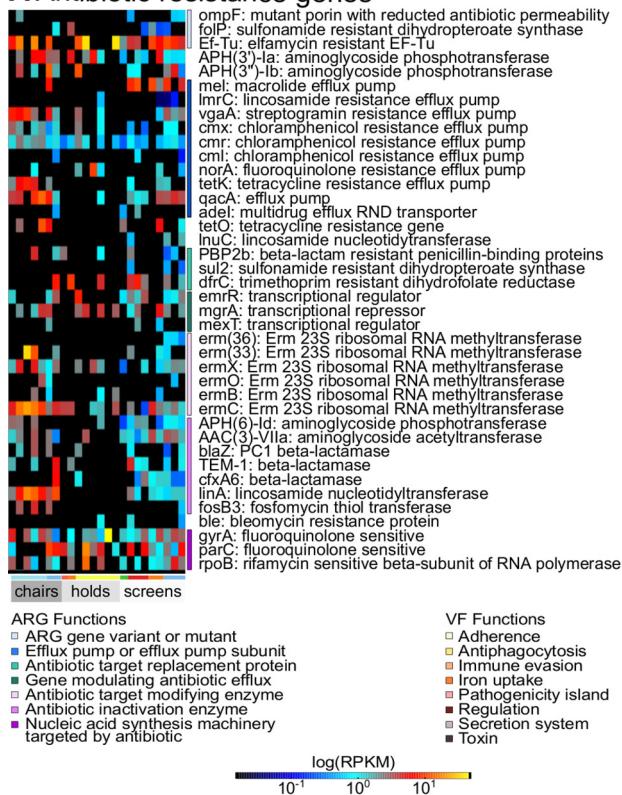 ompF: mutant porin with reducted antibiotic permeability
folP: sulfonamide resistant dihydropteroate synthase
Ef-Tu: elfamycin resistant EF-Tu
APH(3')-Ia: aminoglycoside phosphotransferase
APH(3")-Ib: aminoglycoside phosphotransferase
mel: macrolide efflux pump
lmrC: lincosamide resistance efflux pump
vgaA: streptogramin resistance efflux pump
cmx: chloramphenicol resistance efflux pump
cmr: chloramphenicol resistance efflux pump
cml: chloramphenicol resistance efflux pump
norA: fluoroquinolone resistance efflux pump
tetK: tetracycline resistance efflux pump
qacA: efflux pump
adeI: multidrug efflux RND transporter
tetO: tetracycline resistance gene
lnuC: lincosamide nucleotidytransferase
PBP2b: beta-lactam resistant penicillin-binding proteins
sul2: sulfonamide resistant dihydropteroate synthase
dfrC: trimethoprim resistant dihydrofolate reductase
emrR: transcriptional regulator
mgrA: transcriptional repressor
mexT: transcriptional regulator
erm(36): Erm 23S ribosomal RNA methyltransferase
erm(33): Erm 23S ribosomal RNA methyltransferase
ermX: Erm 23S ribosomal RNA methyltransferase
ermO: Erm 23S ribosomal RNA methyltransferase
ermB: Erm 23S ribosomal RNA methyltransferase
ermC: Erm 23S ribosomal RNA methyltransferase
APH(6)-Id: aminoglycoside phosphotransferase
AAC(3)-VIIa: aminoglycoside acetyltransferase
blaZ: PC1 beta-lactamase
TEM-1: beta-lactamase
cfxA6: beta-lactamase
linA: lincosamide nucleotidyltransferase
fosB3: fosfomycin thiol transferase
ble: bleomycin resistance protein
gyrA: fluoroquinolone sensitive
parC: fluoroquinolone sensitive
rpoB: rifamycin sensitive beta-subunit of RNA polymerase
chairs holds screens
ARG Functions
ARG gene variant or mutant
Efflux pump or efflux pump subunit
Antibiotic target replacement protein
Gene modulating antibiotic efflux
Antibiotic target modifying enzyme
Antibiotic inactivation enzyme
Nucleic acid synthesis machinery
targeted by antibiotic
VF Functions
Adherence
Antiphagocytosis
Immune evasion
Iron uptake
Pathogenicity island
Regulation
Secretion system
Toxin
log(RPKM)
10⁻¹ 10⁰ 10¹